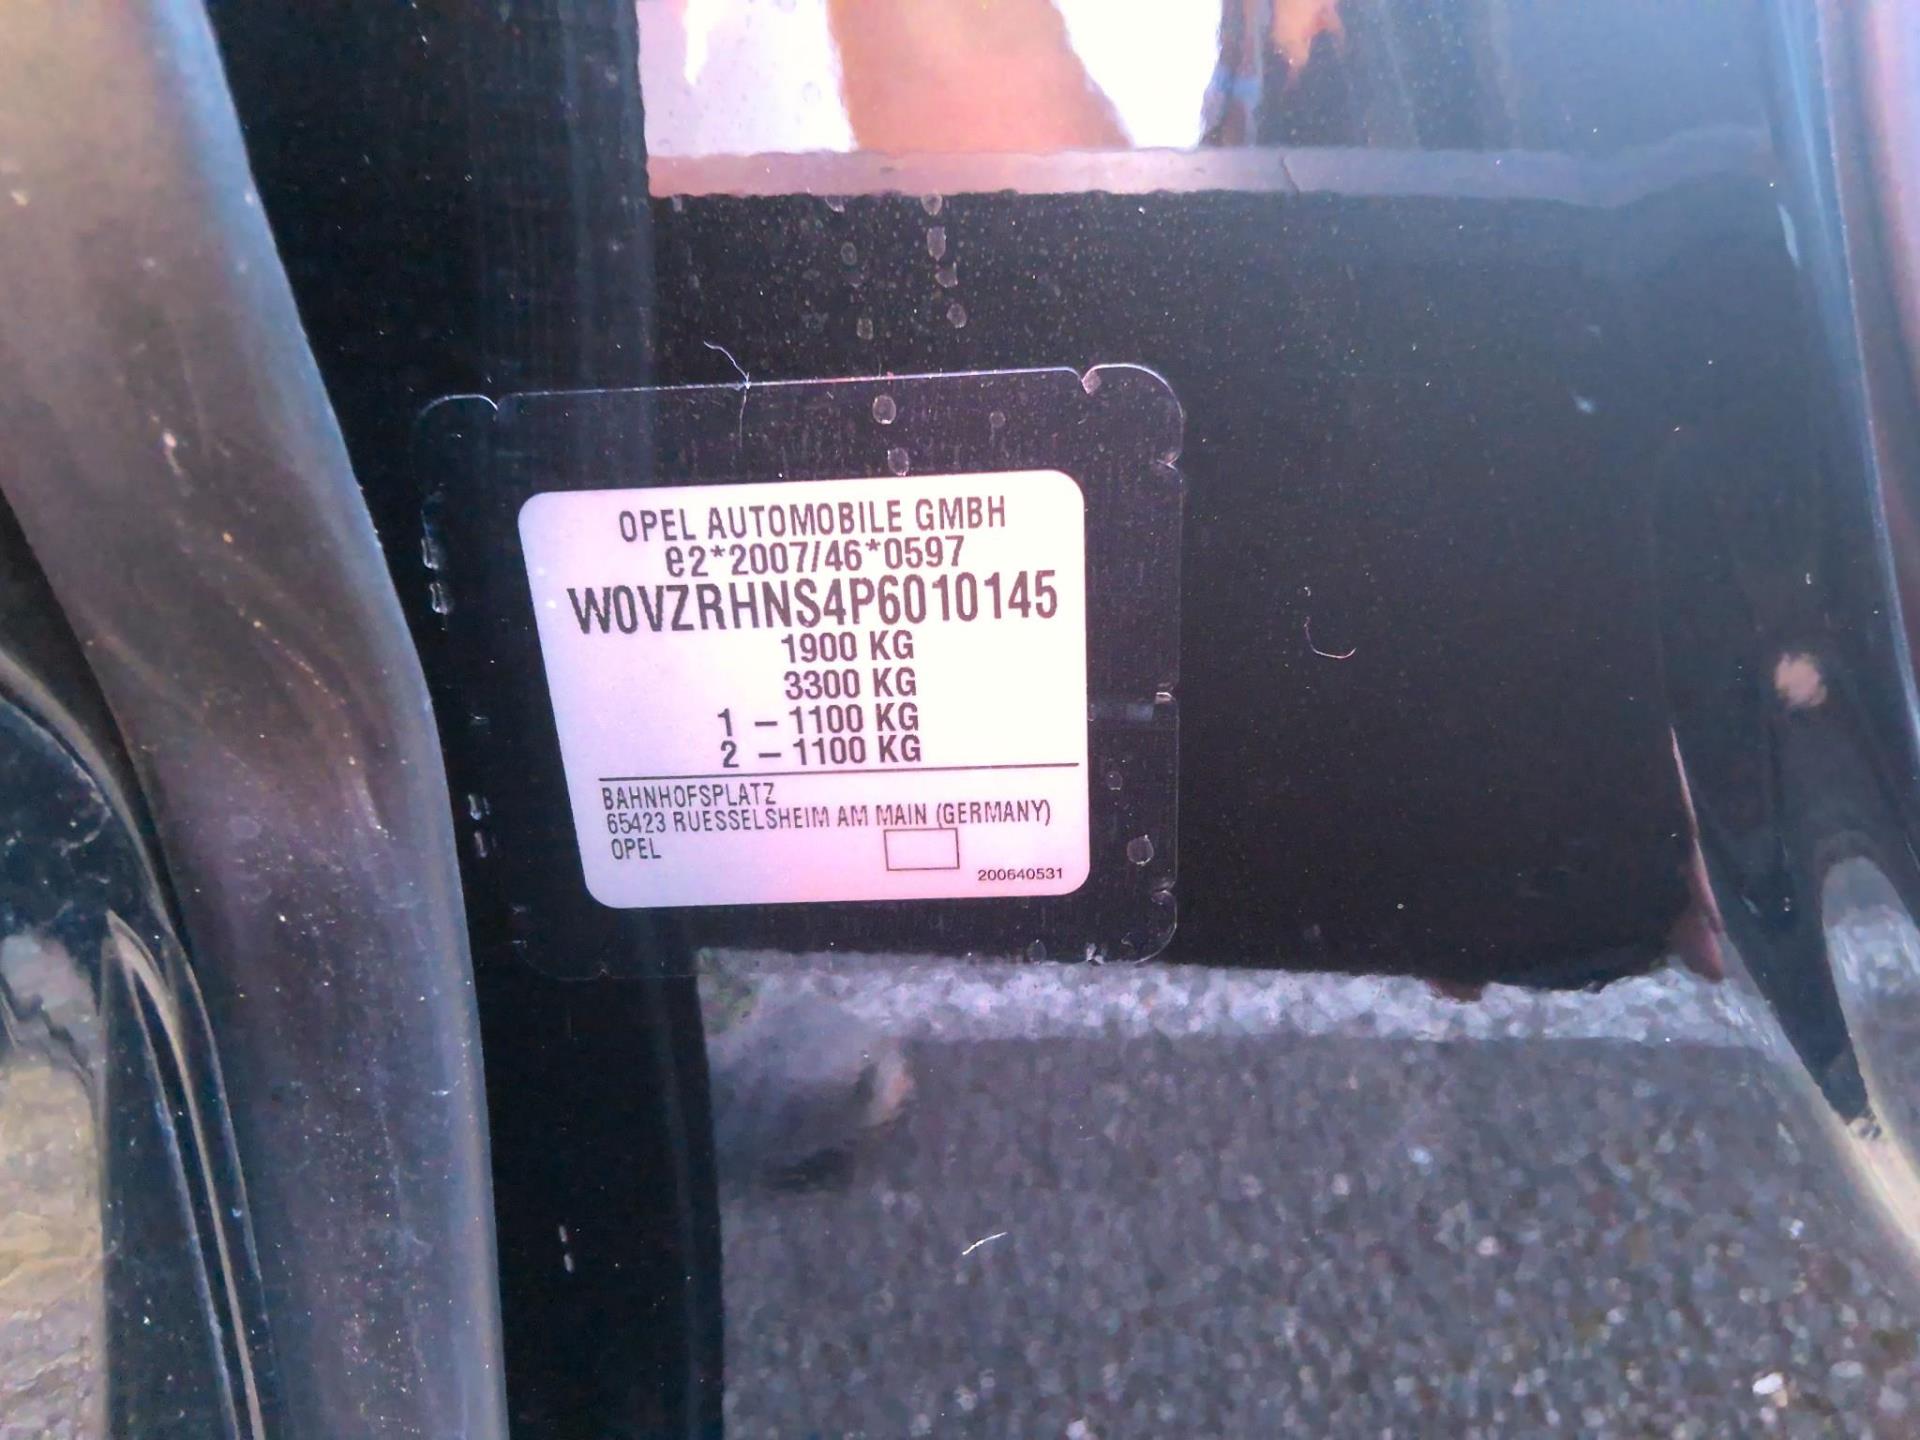 OPEL AUTOMOBILE GMBH
e2*2007/46*0597
W0VZRHNS4P6010145
1900 KG
3300 KG
1 – 1100 KG
2 – 1100 KG
BAHNHOFSPLATZ
65423 RUESSELSHEIM AM MAIN (GERMANY)
OPEL
200640531